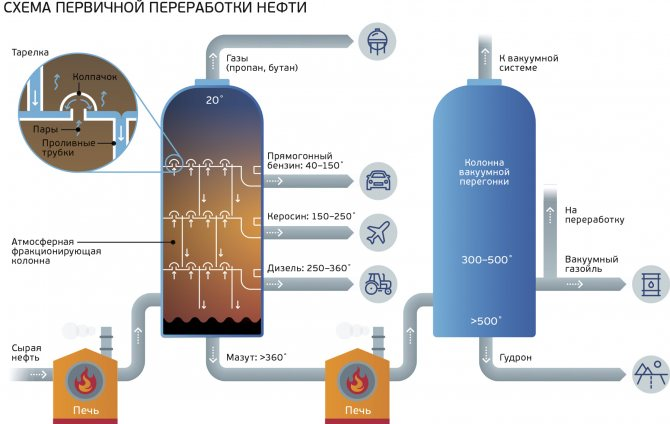 СХЕМА ПЕРВИЧНОЙ ПЕРЕРАБОТКИ НЕФТИ
Тарелка
Колпачок
Пары
Проливные
трубки
Газы
(пропан, бутан)
20°
Прямогонный
бензин: 40–150°
Керосин: 150–250°
Атмосферная
фракционирующая
колонна
Дизель: 250–360°
Сырая
нефть
Печь
Мазут: >360°
Печь
К вакуумной
системе
Колонна
вакуумной
перегонки
300–500°
>500°
На
переработку
Вакуумный
газойль
Гудрон